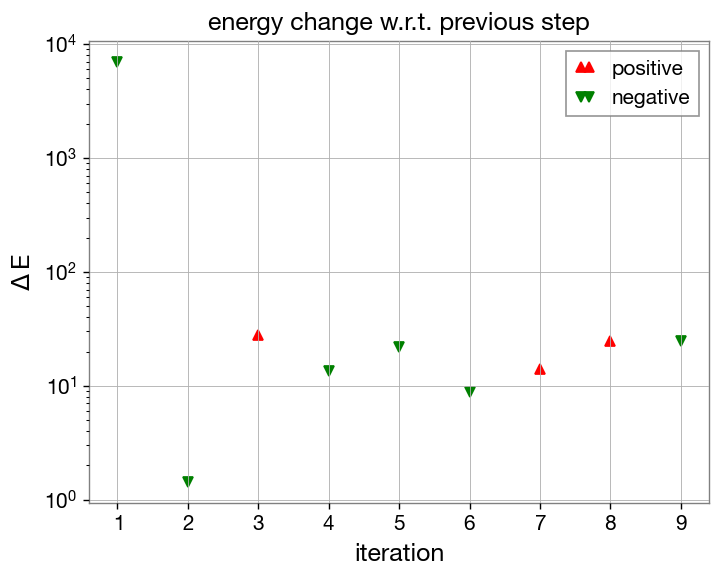 energy change w.r.t. previous step
positive
negative
Δ E
10⁴
10³
10²
10¹
10⁰
1 2 3 4 5 6 7 8 9
iteration